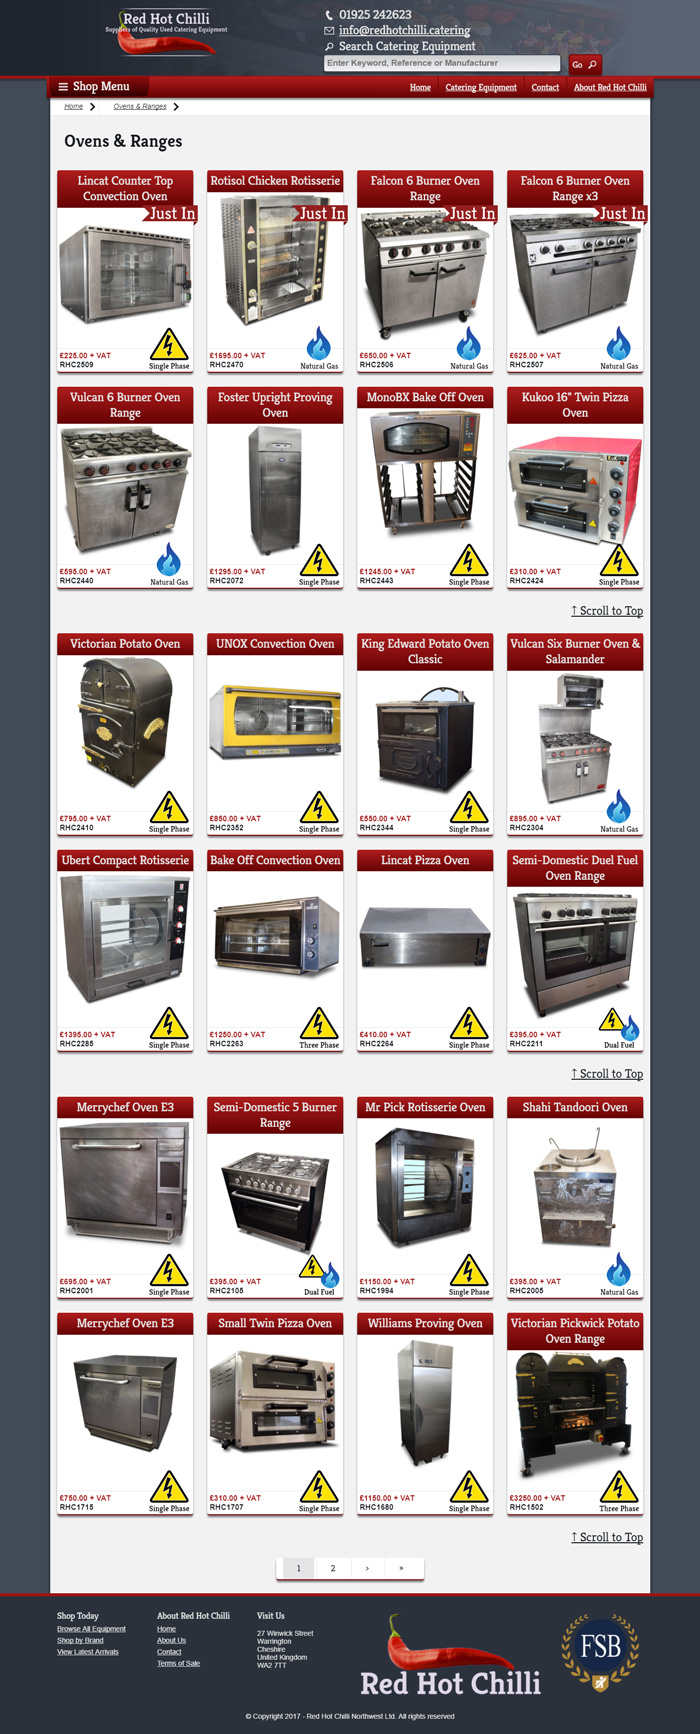 Red Hot Chilli
Suppliers of Quality Used Catering Equipment
01925 242623
info@redhotchilli.catering
Search Catering Equipment
Enter Keyword, Reference or Manufacturer
Go
Shop Menu
Home
Catering Equipment
Contact
About Red Hot Chilli
Home
Ovens & Ranges
Ovens & Ranges
Lincat Counter Top
Convection Oven
Just In
£225.00 + VAT
RHC2509
Single Phase
Rotisol Chicken Rotisserie
Just In
£1695.00 + VAT
RHC2470
Natural Gas
Falcon 6 Burner Oven
Range
Just In
£650.00 + VAT
RHC2506
Natural Gas
Falcon 6 Burner Oven
Range x3
Just In
£625.00 + VAT
RHC2507
Natural Gas
Vulcan 6 Burner Oven
Range
£595.00 + VAT
RHC2440
Natural Gas
Foster Upright Proving
Oven
£1295.00 + VAT
RHC2072
Single Phase
MonoBX Bake Off Oven
£1245.00 + VAT
RHC2443
Single Phase
Kukoo 16" Twin Pizza
Oven
£310.00 + VAT
RHC2424
Single Phase
↑ Scroll to Top
Victorian Potato Oven
£795.00 + VAT
RHC2410
Single Phase
UNOX Convection Oven
£850.00 + VAT
RHC2352
Single Phase
King Edward Potato Oven
Classic
£550.00 + VAT
RHC2344
Single Phase
Vulcan Six Burner Oven &
Salamander
£895.00 + VAT
RHC2304
Natural Gas
Ubert Compact Rotisserie
£1395.00 + VAT
RHC2285
Single Phase
Bake Off Convection Oven
£1250.00 + VAT
RHC2263
Three Phase
Lincat Pizza Oven
£410.00 + VAT
RHC2264
Single Phase
Semi-Domestic Duel Fuel
Oven Range
£395.00 + VAT
RHC2211
Dual Fuel
↑ Scroll to Top
Merrychef Oven E3
£695.00 + VAT
RHC2001
Single Phase
Semi-Domestic 5 Burner
Range
£395.00 + VAT
RHC2105
Dual Fuel
Mr Pick Rotisserie Oven
£1150.00 + VAT
RHC1994
Single Phase
Shahi Tandoori Oven
£395.00 + VAT
RHC2005
Natural Gas
Merrychef Oven E3
£750.00 + VAT
RHC1715
Single Phase
Small Twin Pizza Oven
£310.00 + VAT
RHC1707
Single Phase
Williams Proving Oven
£1150.00 + VAT
RHC1680
Single Phase
Victorian Pickwick Potato
Oven Range
£3250.00 + VAT
RHC1502
Three Phase
↑ Scroll to Top
1 2 › »
Shop Today
Browse All Equipment
Shop by Brand
View Latest Arrivals
About Red Hot Chilli
Home
About Us
Contact
Terms of Sale
Visit Us
27 Winwick Street
Warrington
Cheshire
United Kingdom
WA2 7TT
Red Hot Chilli
FSB
© Copyright 2017 - Red Hot Chilli Northwest Ltd. All rights reserved